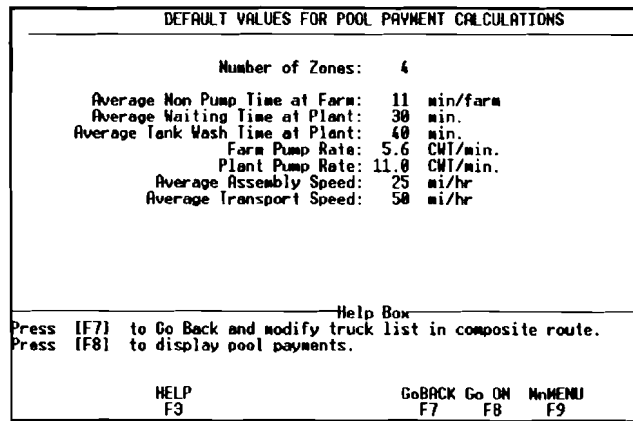 DEFAULT VALUES FOR POOL PAYMENT CALCULATIONS
Number of Zones: 4
Average Non Pump Time at Farm: 11 min/farm
Average Waiting Time at Plant: 30 min.
Average Tank Wash Time at Plant: 40 min.
Farm Pump Rate: 5.6 CWT/min.
Plant Pump Rate: 11.0 CWT/min.
Average Assembly Speed: 25 mi/hr
Average Transport Speed: 50 mi/hr
Help Box
Press [F7] to Go Back and modify truck list in composite route.
Press [F8] to display pool payments.
HELP GoBACK Go ON MnMENU
F3 F7 F8 F9